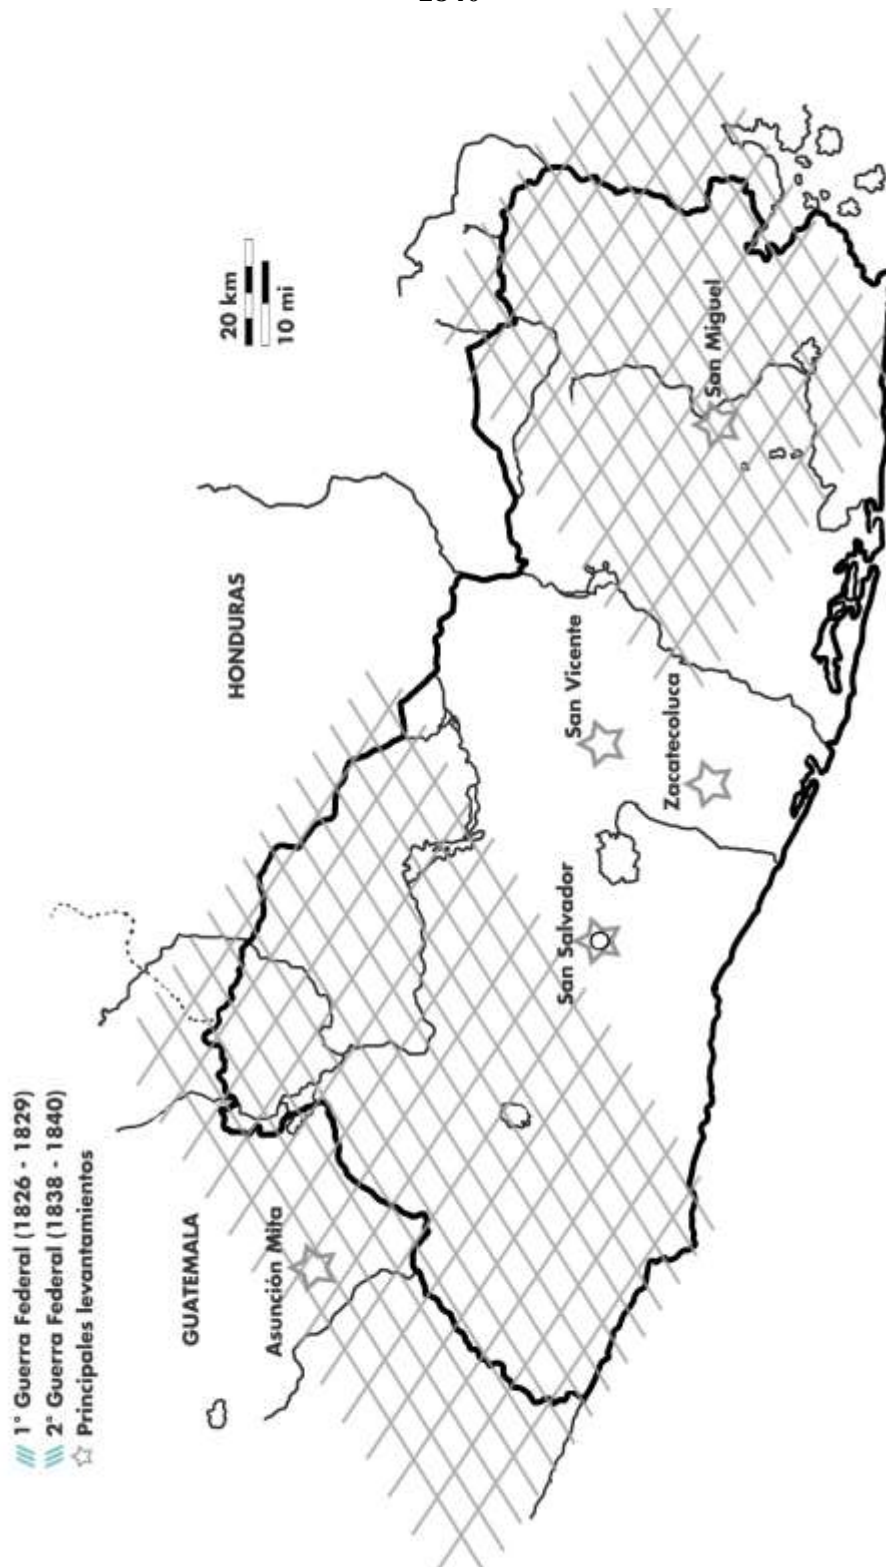 1° Guerra Federal (1826 - 1829)
2° Guerra Federal (1838 - 1840)
Principales levantamientos
GUATEMALA
Asunción Mita
HONDURAS
20 km
10 mi
San Salvador
San Vicente
Zacatecoluca
San Miguel